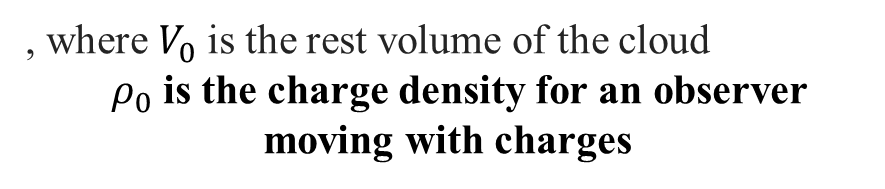 , where V₀ is the rest volume of the cloud
ρ₀ is the charge density for an observer
moving with charges